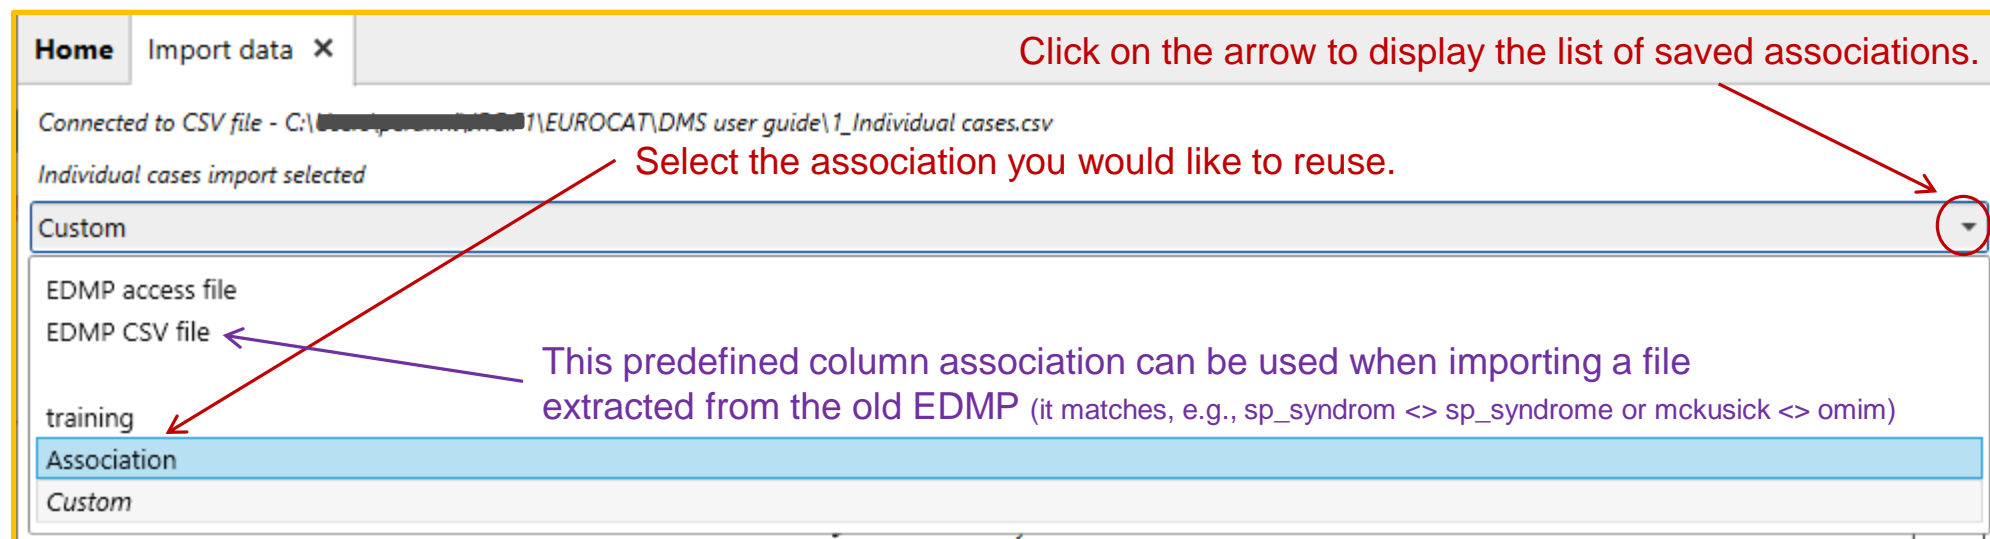 Home Import data ✕
Click on the arrow to display the list of saved associations.
Connected to CSV file - C:\ 1\EUROCAT\DMS user guide\1_Individual cases.csv
Select the association you would like to reuse.
Individual cases import selected
Custom
EDMP access file
EDMP CSV file
This predefined column association can be used when importing a file
extracted from the old EDMP (it matches, e.g., sp_syndrom <> sp_syndrome or mckusick <> omim)
training
Association
Custom